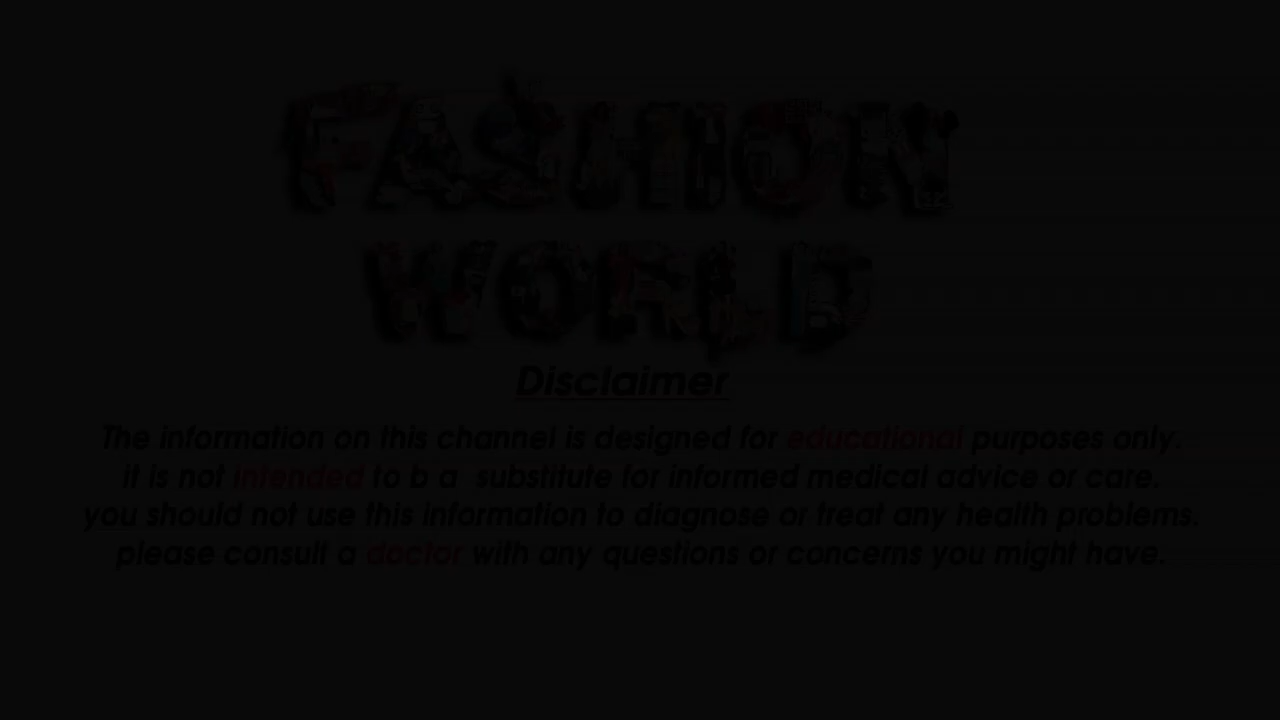 FASHION
WORLD
Disclaimer
The information on this channel is designed for educational purposes only.
it is not intended to b a substitute for informed medical advice or care.
you should not use this information to diagnose or treat any health problems.
please consult a doctor with any questions or concerns you might have.